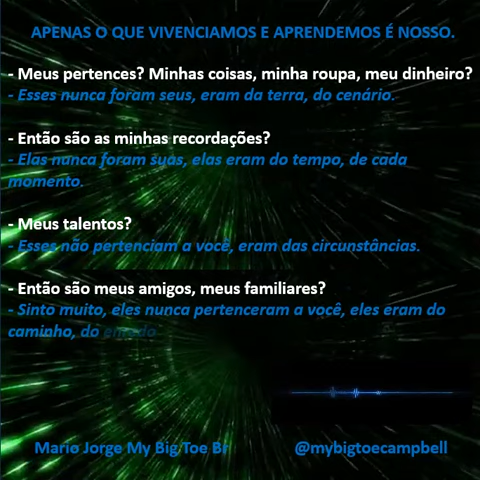 APENAS O QUE VIVENCIAMOS E APRENDEMOS É NOSSO.
- Meus pertences? Minhas coisas, minha roupa, meu dinheiro?
- Esses nunca foram seus, eram da terra, do cenário.
- Então são as minhas recordações?
- Elas nunca foram suas, elas eram do tempo, de cada
momento.
- Meus talentos?
- Esses não pertenciam a você, eram das circunstâncias.
- Então são meus amigos, meus familiares?
- Sinto muito, eles nunca pertenceram a você, eles eram do
caminho, do
Mario Jorge My Big Toe Br
@mybigtoecampbell